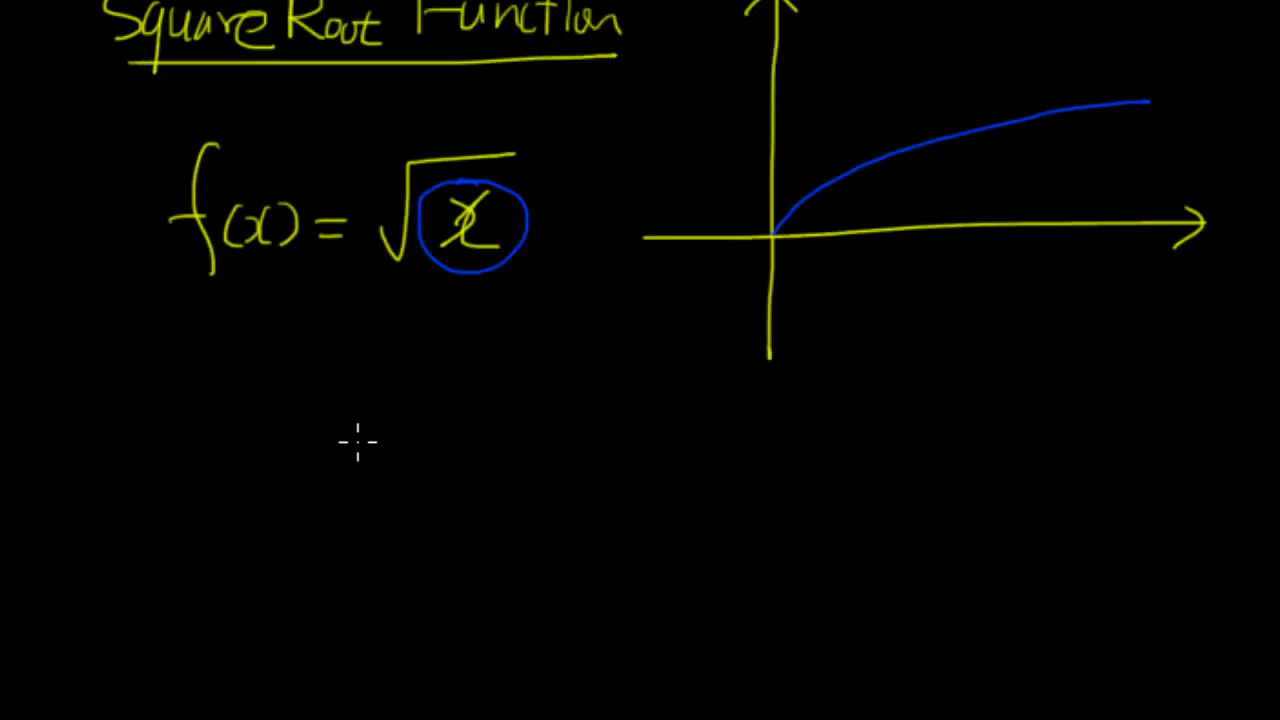 Square Root Function
f(x) = √x